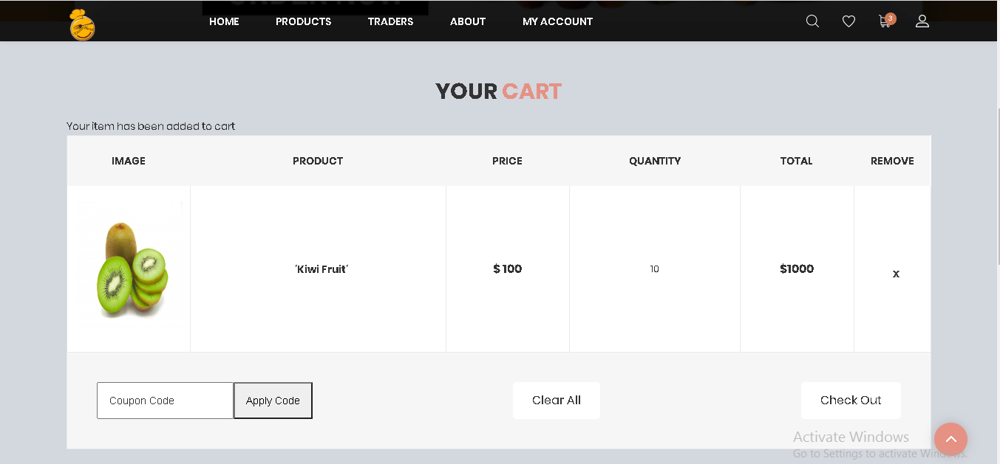 ORDER NOW
HOME PRODUCTS TRADERS ABOUT MY ACCOUNT 3
YOUR CART
Your item has been added to cart
IMAGE PRODUCT PRICE QUANTITY TOTAL REMOVE
'Kiwi Fruit' $ 100 10 $1000 x
Coupon Code Apply Code Clear All Check Out
Activate Windows
Go to Settings to activate Windows.